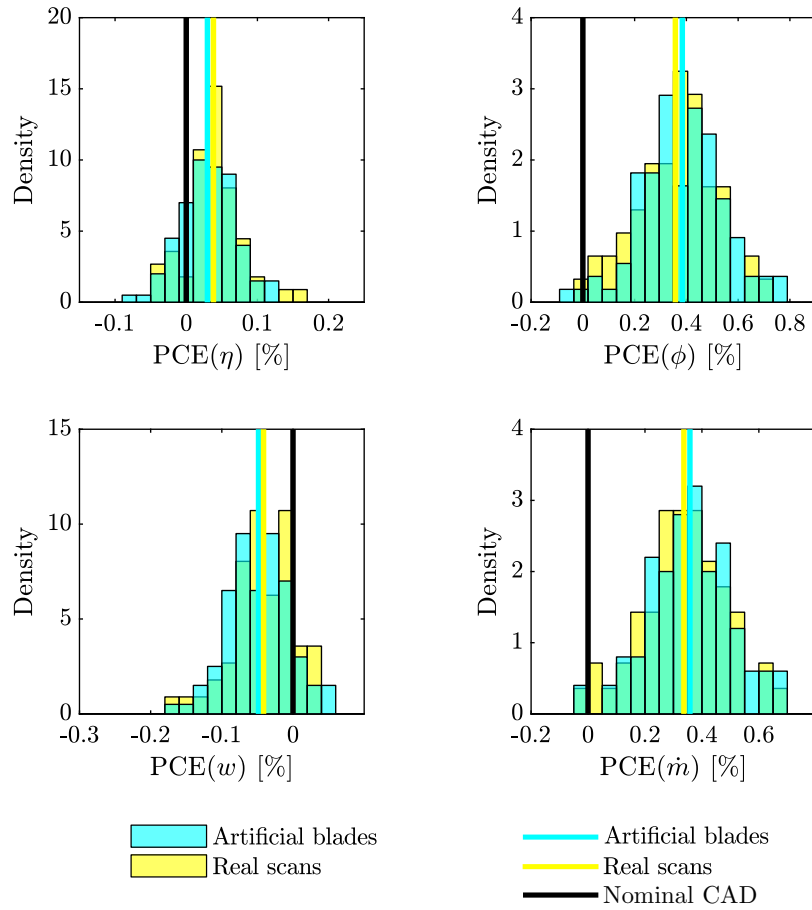 20
15
10
5
0
Density
-0.1
0
0.1
0.2
PCE(η) [%]
4
3
2
1
0
Density
-0.2
0
0.2
0.4
0.6
0.8
PCE(ϕ) [%]
15
10
5
0
Density
-0.3
-0.2
-0.1
0
PCE(w) [%]
4
3
2
1
0
Density
-0.2
0
0.2
0.4
0.6
PCE(ṁ) [%]
Artificial blades
Real scans
Artificial blades
Real scans
Nominal CAD